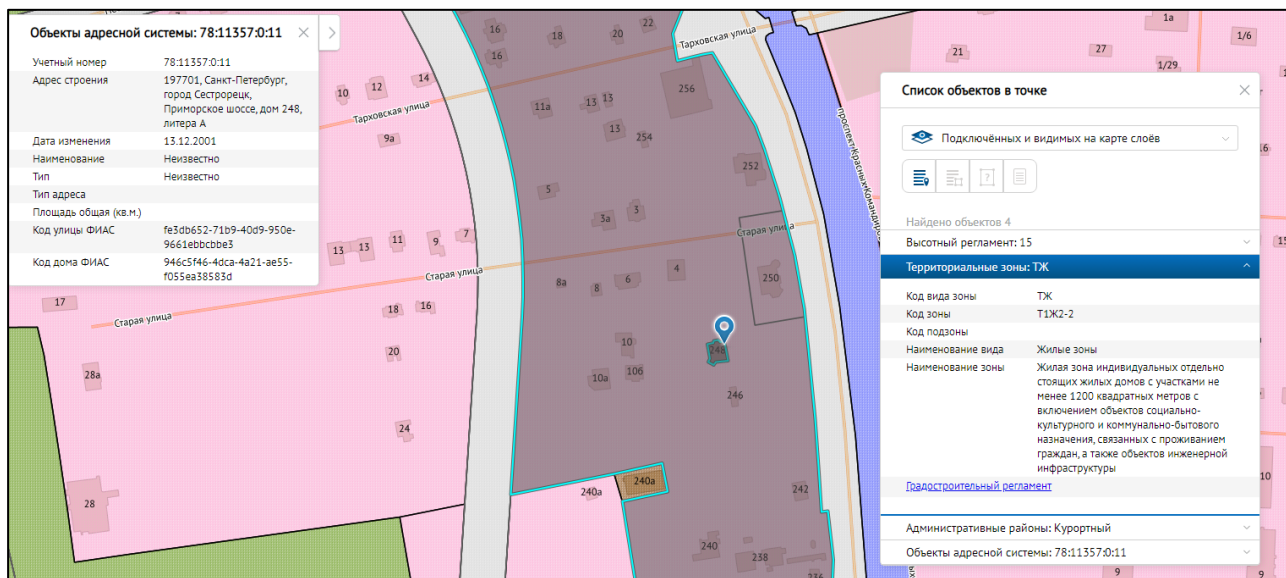 Объекты адресной системы: 78:11357:0:11
Учетный номер 78:11357:0:11
Адрес строения 197701, Санкт-Петербург,
город Сестрорецк,
Приморское шоссе, дом 248,
литера А
Дата изменения 13.12.2001
Наименование Неизвестно
Тип Неизвестно
Тип адреса
Площадь общая (кв.м.)
Код улицы ФИАС fe3db652-71b9-40d9-950e-
9661ebbcbbe3
Код дома ФИАС 946c5f46-4dca-4a21-ae55-
f055ea38583d
16
18
20
22
Тарховская улица
1а
1/6
16
21
27
1/29
10
12
14
256
Тарховская улица
11а
13
13
9а
13
254
проспект Красных Командиров
252
5
3а
3
Старая улица
13
13
11
9
7
Старая улица
8а
8
6
4
250
17
Старая улица
18
16
248
10
20
28а
10а
10б
246
24
240а
240а
242
28
240
238
236
Список объектов в точке
Подключённых и видимых на карте слоёв
?
Найдено объектов 4
Высотный регламент: 15
Территориальные зоны: ТЖ
Код вида зоны ТЖ
Код зоны Т1Ж2-2
Код подзоны
Наименование вида Жилые зоны
Наименование зоны Жилая зона индивидуальных отдельно
стоящих жилых домов с участками не
менее 1200 квадратных метров с
включением объектов социально-
культурного и коммунально-бытового
назначения, связанных с проживанием
граждан, а также объектов инженерной
инфраструктуры
Градостроительный регламент
Административные районы: Курортный
Объекты адресной системы: 78:11357:0:11
10
9
9